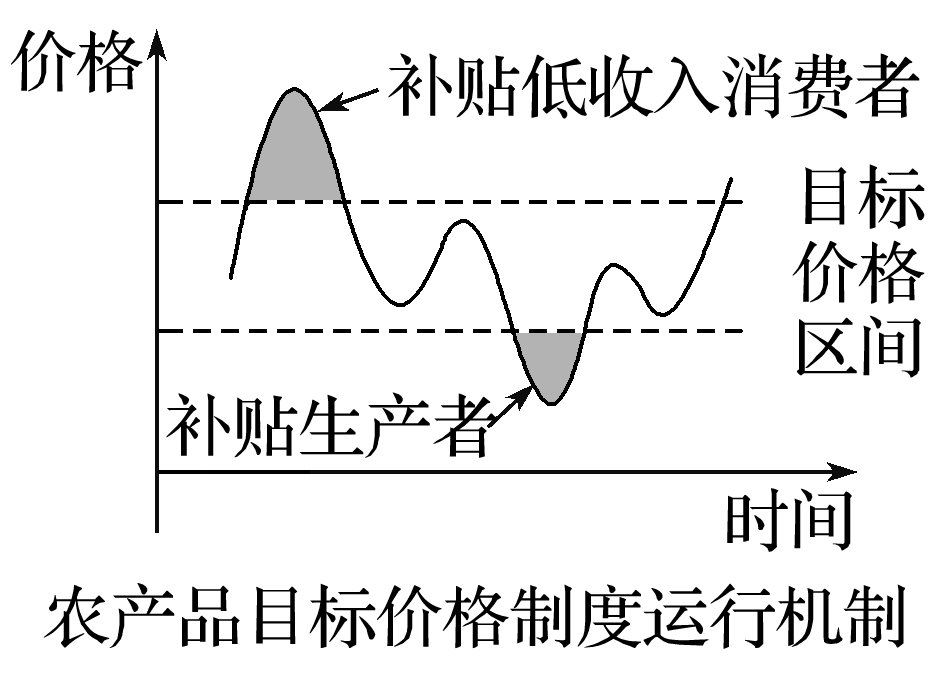 价格
补贴低收入消费者
目标
价格
区间
补贴生产者
时间
农产品目标价格制度运行机制